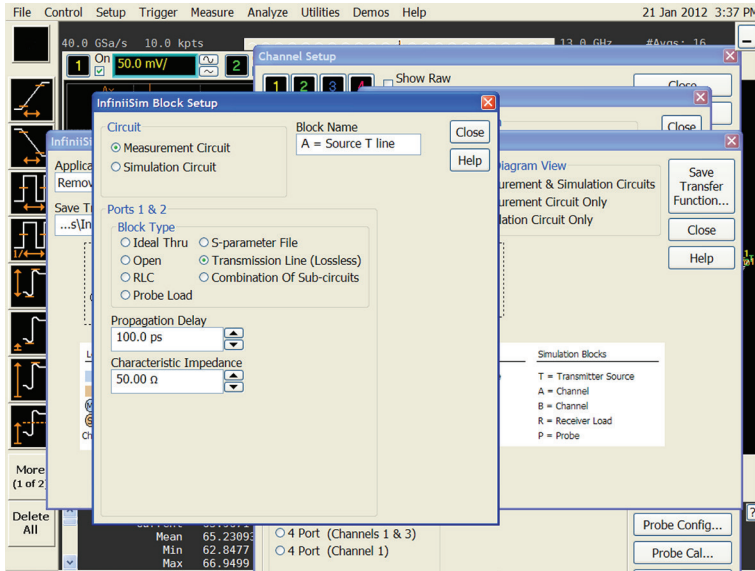 File Control Setup Trigger Measure Analyze Utilities Demos Help 21 Jan 2012 3:37 PM
40.0 GSa/s 10.0 kpts 13.0 GHz #Avgs: 16
1 On 50.0 mV/ 2
Channel Setup
1 2 3 4 Show Raw
Close
InfiniiSim Block Setup
Circuit
Measurement Circuit
Simulation Circuit
Block Name
A = Source T line
Close
Help
Ports 1 & 2
Block Type
Ideal Thru S-parameter File
Open Transmission Line (Lossless)
RLC Combination Of Sub-circuits
Probe Load
Propagation Delay
100.0 ps
Characteristic Impedance
50.00 Ω
Close
InfiniiSi
Applica
Remov
Save T
...s\In
Diagram View
urement & Simulation Circuits
urement Circuit Only
lation Circuit Only
Save Transfer Function...
Close
Help
Simulation Blocks
T = Transmitter Source
A = Channel
B = Channel
R = Receiver Load
P = Probe
Ch
More
(1 of 2)
Delete All
Mean 65.2309
Min 62.8477
Max 66.9499
4 Port (Channels 1 & 3)
4 Port (Channel 1)
Probe Config...
Probe Cal...